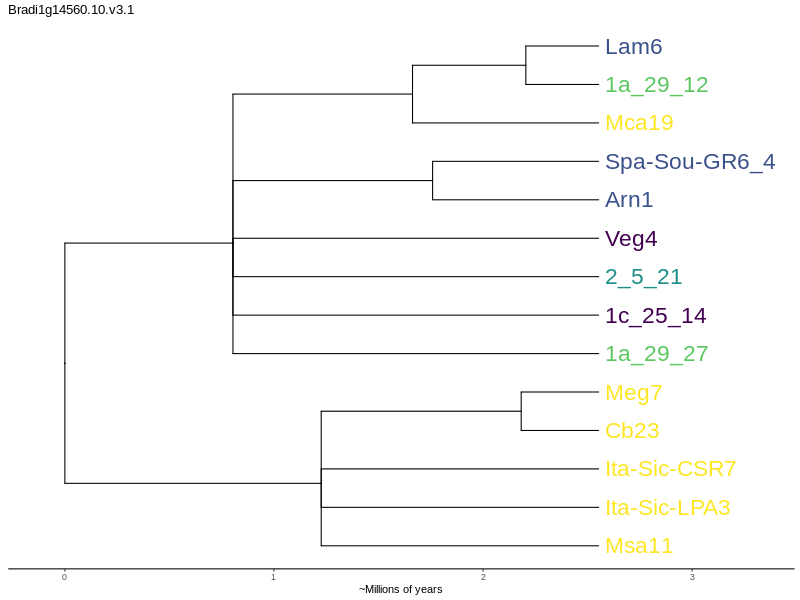 Bradi1g14560.10.v3.1
Lam6
1a_29_12
Mca19
Spa-Sou-GR6_4
Arn1
Veg4
2_5_21
1c_25_14
1a_29_27
Meg7
Cb23
Ita-Sic-CSR7
Ita-Sic-LPA3
Msa11
0 1 2 3
~Millions of years